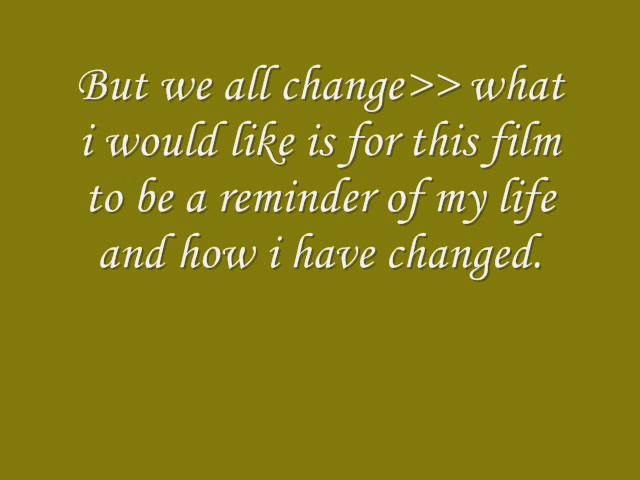 But we all change>> what
i would like is for this film
to be a reminder of my life
and how i have changed.